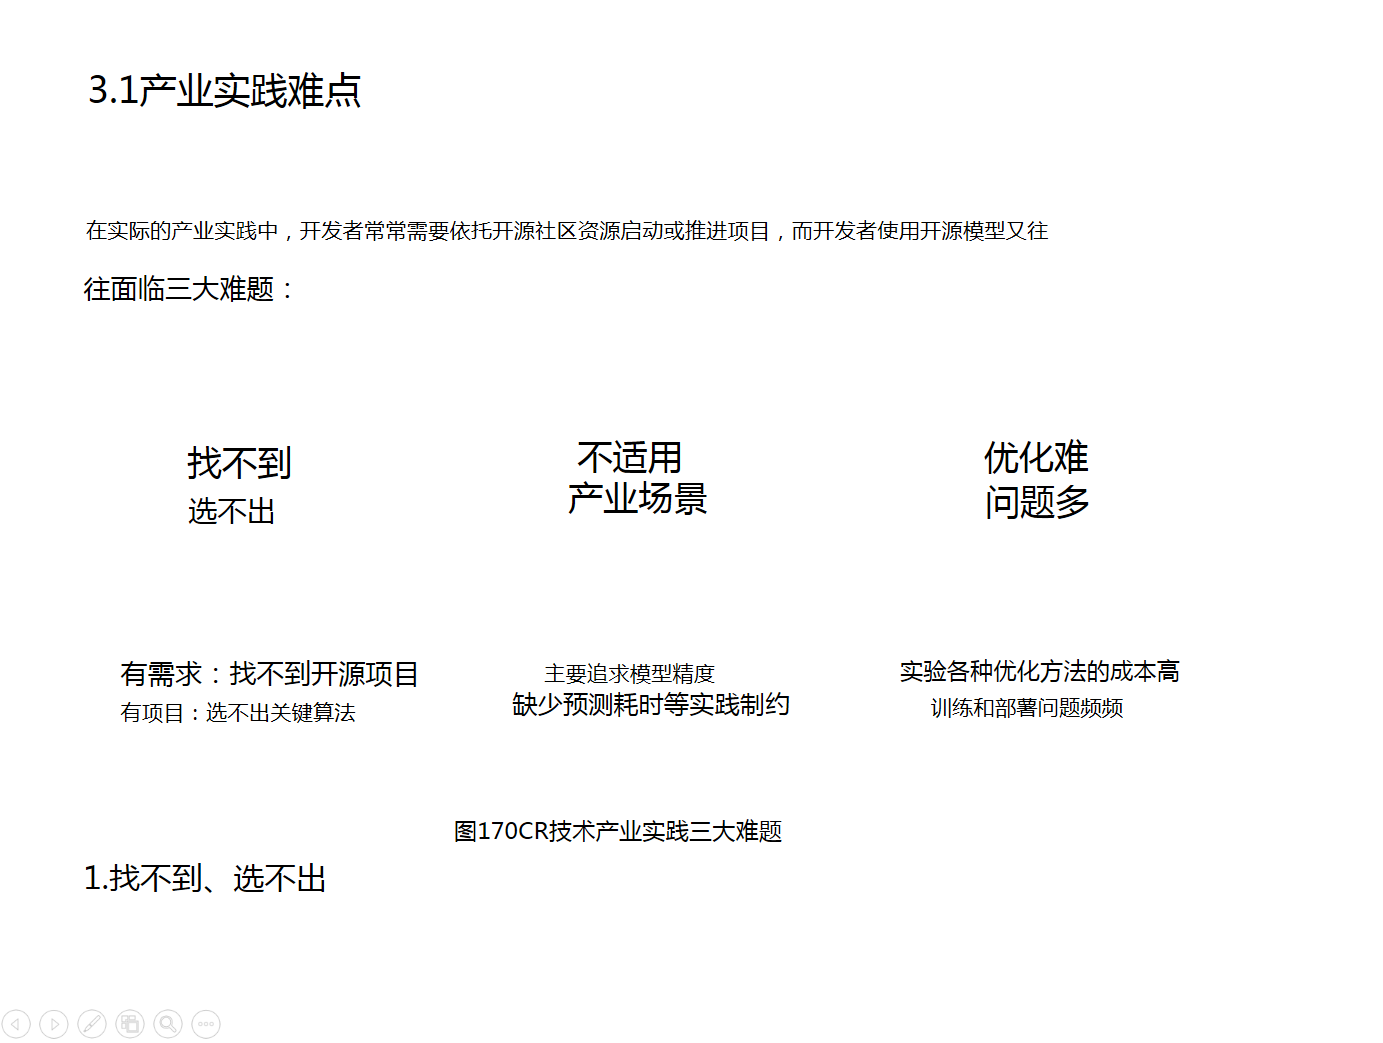 3.1产业实践难点
在实际的产业实践中，开发者常常需要依托开源社区资源启动或推进项目，而开发者使用开源模型又往
往面临三大难题：
找不到
选不出
不适用
产业场景
优化难
问题多
有需求：找不到开源项目
有项目：选不出关键算法
主要追求模型精度
缺少预测耗时等实践制约
实验各种优化方法的成本高
训练和部署问题频频
图170CR技术产业实践三大难题
1.找不到、选不出